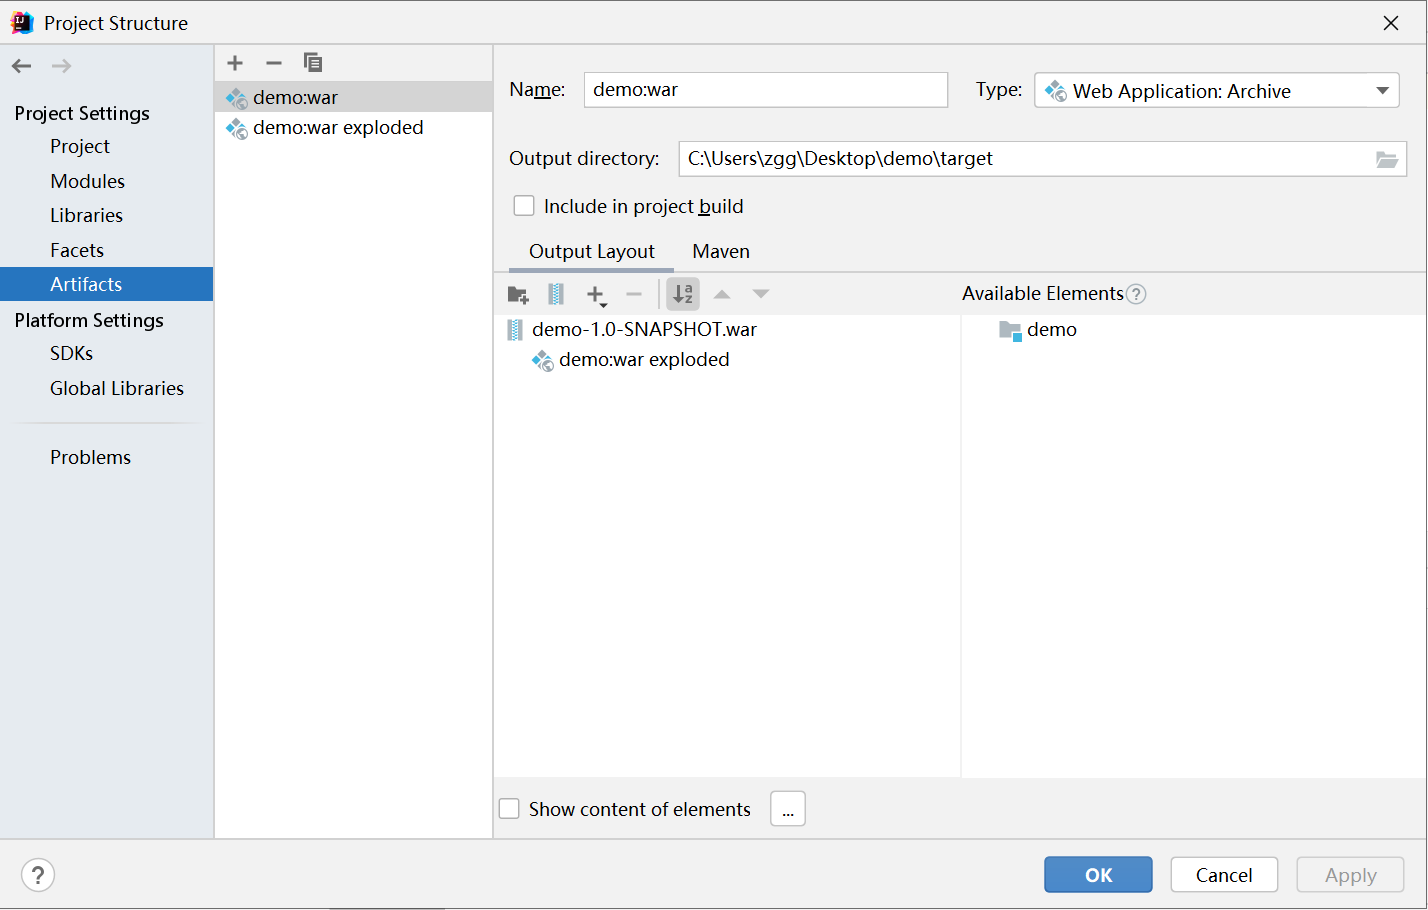 Project Structure
Project Settings
Project
Modules
Libraries
Facets
Artifacts
Platform Settings
SDKs
Global Libraries
Problems
demo:war
demo:war exploded
Name: demo:war Type: Web Application: Archive
Output directory: C:\Users\zgg\Desktop\demo\target
Include in project build
Output Layout Maven
Available Elements ?
demo-1.0-SNAPSHOT.war
demo:war exploded
demo
Show content of elements ...
? OK Cancel Apply